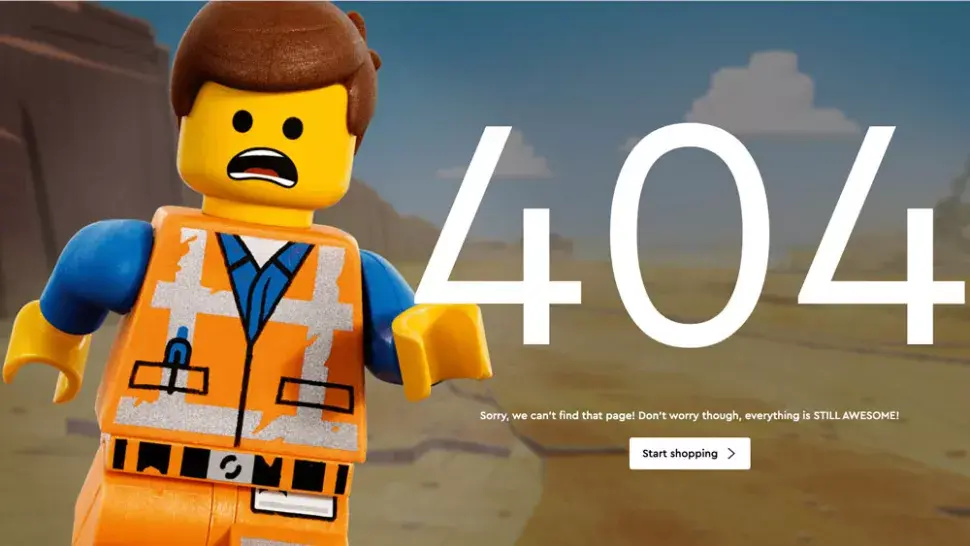 404
Sorry, we can't find that page! Don't worry though, everything is STILL AWESOME!
Start shopping